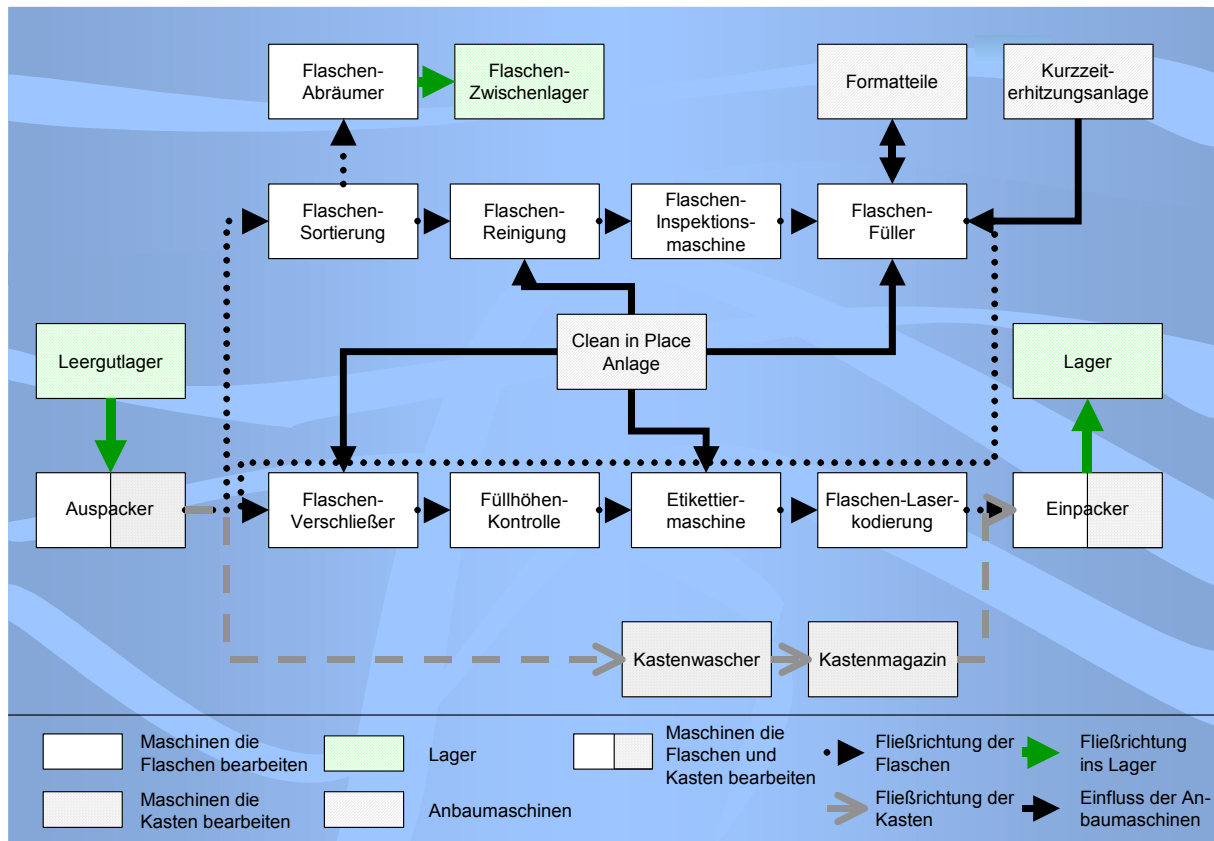 Flaschen-
Abräumer
Flaschen-
Zwischenlager
Formatteile
Kurzzeit-
erhitzungsanlage
Flaschen-
Sortierung
Flaschen-
Reinigung
Flaschen-
Inspektions-
maschine
Flaschen-
Füller
Leergutlager
Clean in Place
Anlage
Lager
Auspacker
Flaschen-
Verschließer
Füllhöhen-
Kontrolle
Etikettier-
maschine
Flaschen-Laser-
kodierung
Einpacker
Kastenwascher
Kastenmagazin
Maschinen die
Flaschen bearbeiten
Lager
Maschinen die
Flaschen und
Kasten bearbeiten
Fließrichtung der
Flaschen
Fließrichtung
ins Lager
Maschinen die
Kasten bearbeiten
Anbaumaschinen
Fließrichtung der
Kasten
Einfluss der An-
baumaschinen